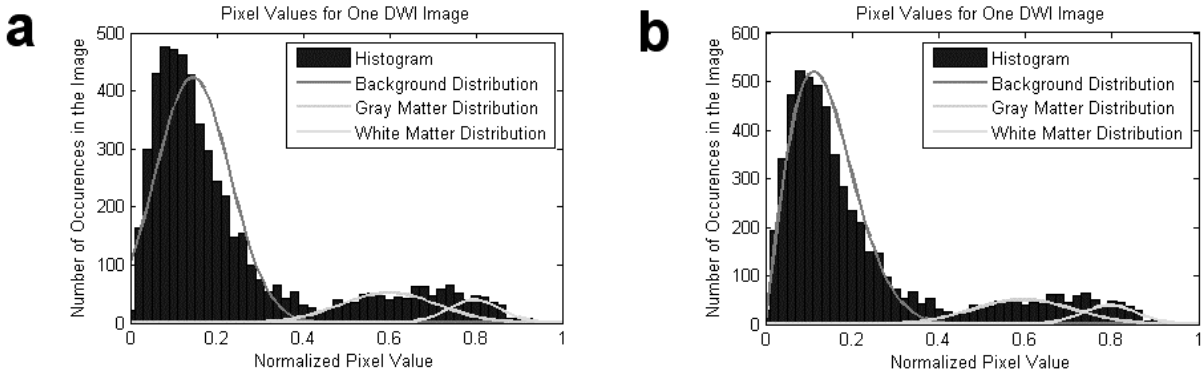 a
Pixel Values for One DWI Image
Number of Occurences in the Image
500
400
300
200
100
0
Histogram
Background Distribution
Gray Matter Distribution
White Matter Distribution
0 0.2 0.4 0.6 0.8 1
Normalized Pixel Value
b
Pixel Values for One DWI Image
Number of Occurences in the Image
600
500
400
300
200
100
0
Histogram
Background Distribution
Gray Matter Distribution
White Matter Distribution
0 0.2 0.4 0.6 0.8 1
Normalized Pixel Value